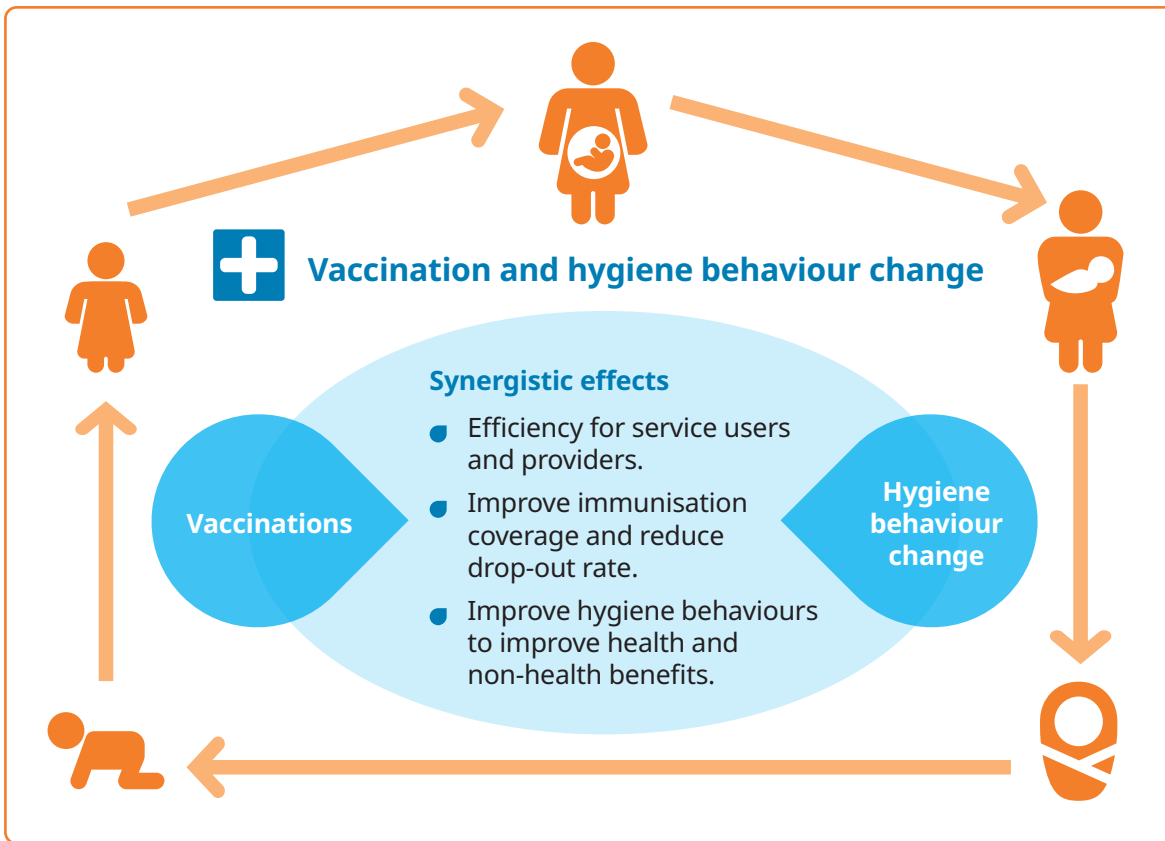 Vaccination and hygiene behaviour change
Synergistic effects
Efficiency for service users
and providers.
Improve immunisation
coverage and reduce
drop-out rate.
Improve hygiene behaviours
to improve health and
non-health benefits.
Vaccinations
Hygiene
behaviour
change